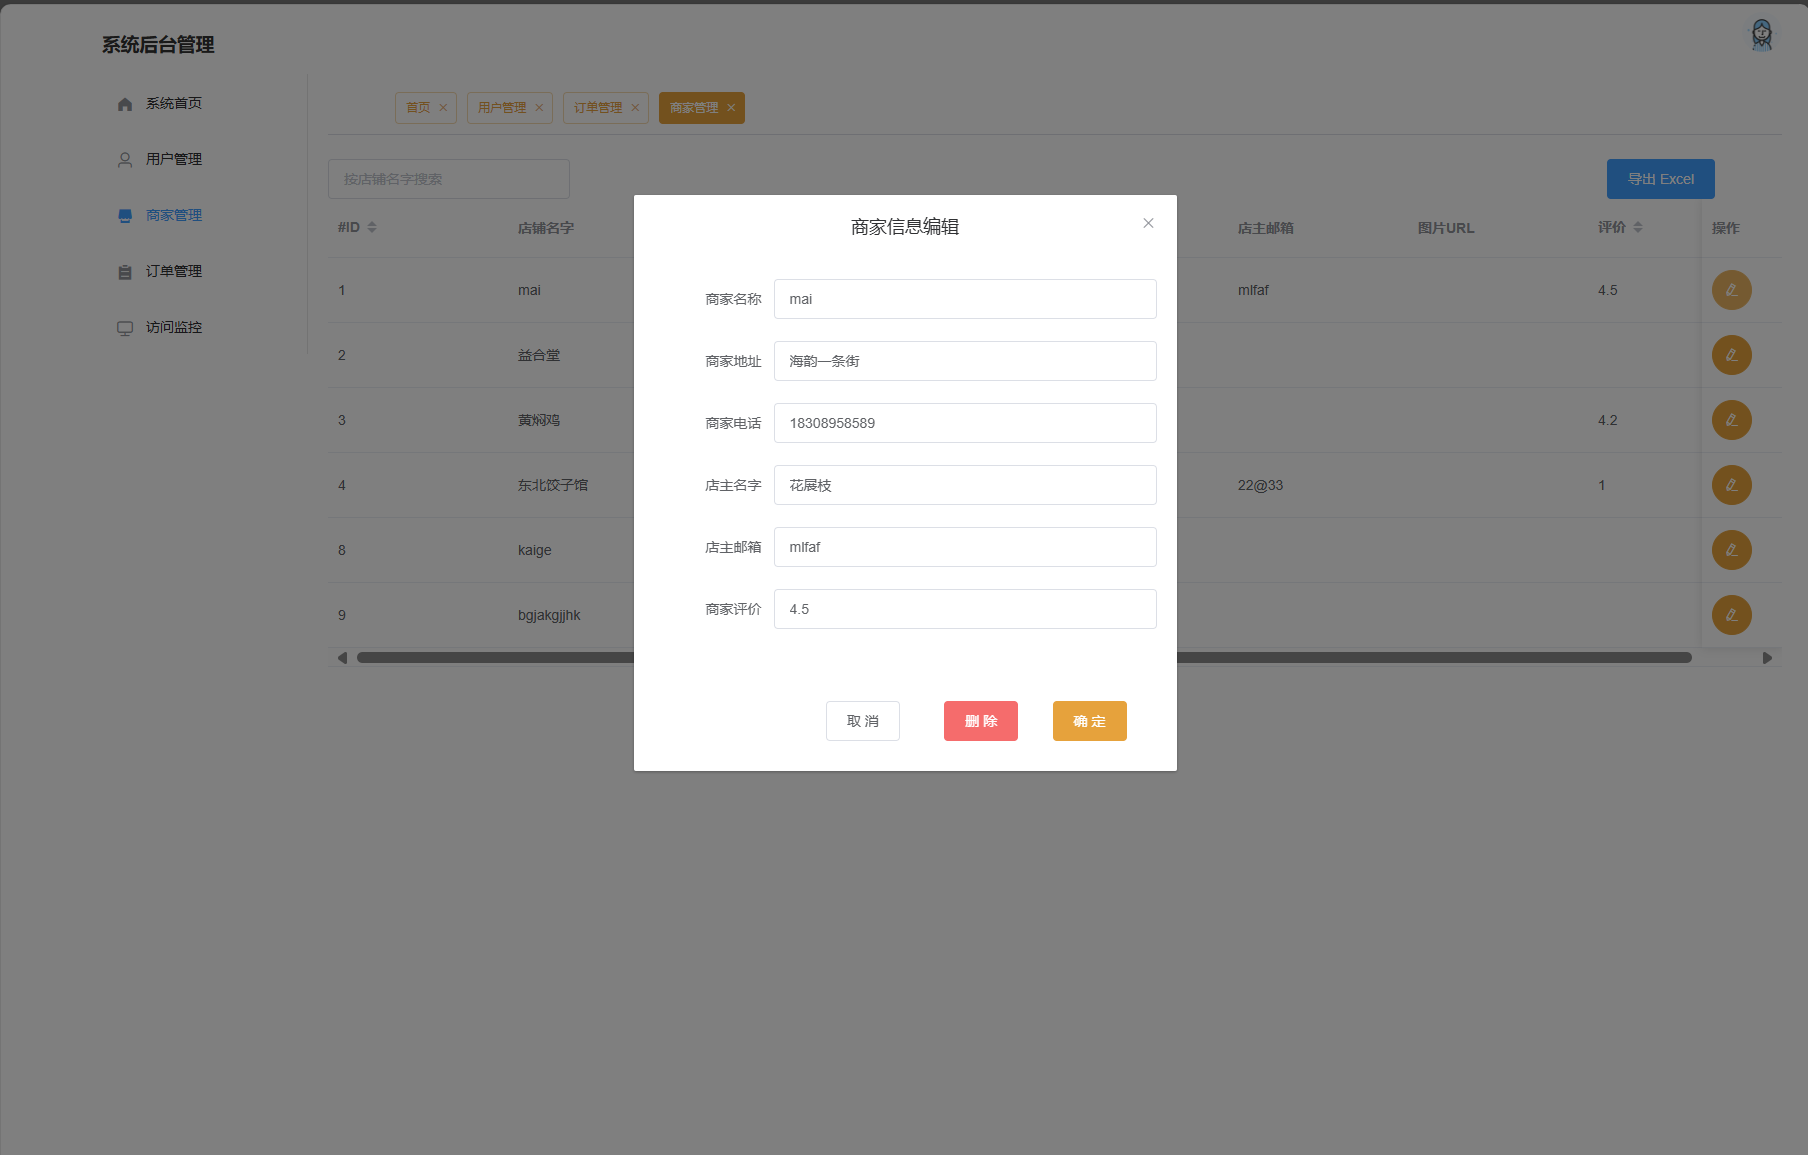 系统后台管理
系统首页
用户管理
商家管理
订单管理
访问监控
首页
用户管理
订单管理
商家管理
按店铺名字搜索
导出 Excel
#ID 店铺名字 店主邮箱 图片URL 评价 操作
1 mai mlfaf 4.5
2 益合堂
3 黄焖鸡 4.2
4 东北饺子馆 22@33 1
8 kaige
9 bgjakgjjhk
商家信息编辑
商家名称 mai
商家地址 海韵一条街
商家电话 18308958589
店主名字 花展枝
店主邮箱 mlfaf
商家评价 4.5
取 消 删 除 确 定